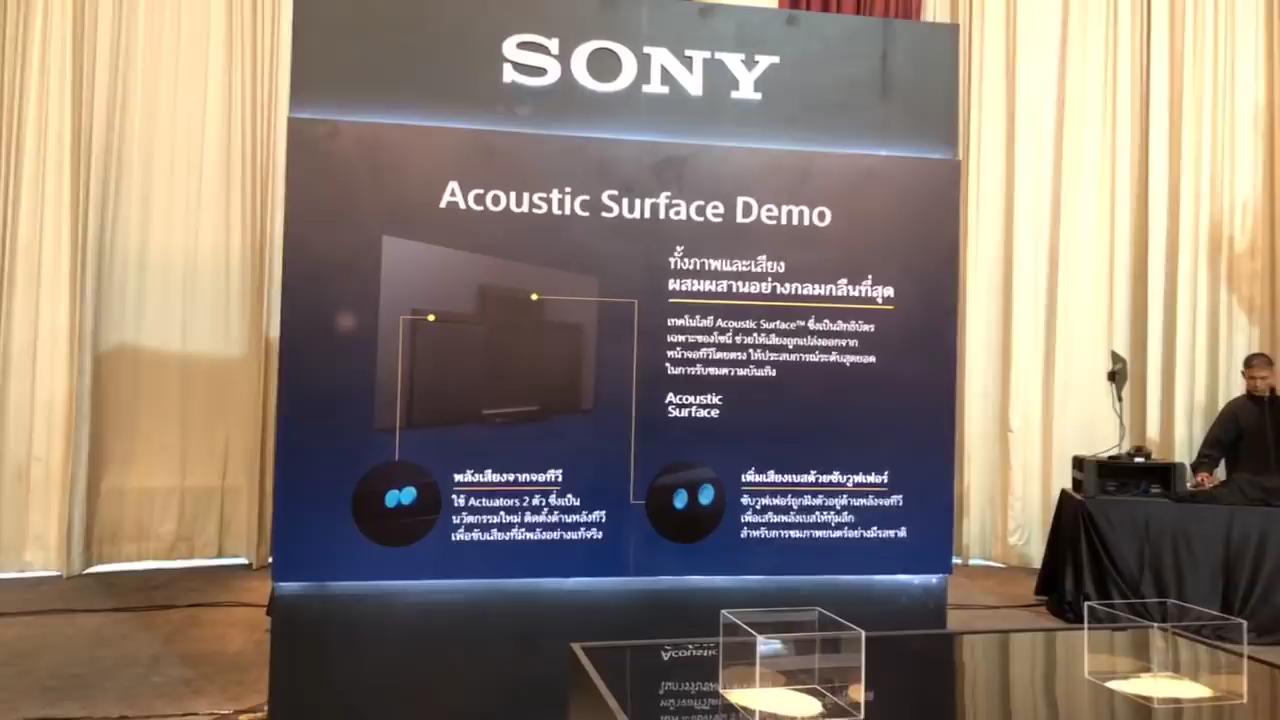 SONY
Acoustic Surface Demo
ทั้งภาพและเสียง
ผสมผสานอย่างกลมกลืนที่สุด
เทคโนโลยี Acoustic Surface™ ซึ่งเป็นสิทธิบัตร
เฉพาะของโซนี่ ช่วยให้เสียงถูกเปล่งออกจาก
หน้าจอทีวีโดยตรง ให้ประสบการณ์ระดับสุดยอด
ในการรับชมความบันเทิง
Acoustic
Surface
พลังเสียงจากจอทีวี
ใช้ Actuators 2 ตัว ซึ่งเป็น
นวัตกรรมใหม่ ติดตั้งด้านหลังทีวี
เพื่อขับเสียงที่มีพลังอย่างแท้จริง
เพิ่มเสียงเบสด้วยซับวูฟเฟอร์
ซับวูฟเฟอร์ถูกฝังตัวอยู่ด้านหลังจอทีวี
เพื่อเสริมพลังเบสให้ทุ้มลึก
สำหรับการชมภาพยนตร์อย่างมีรสชาติ